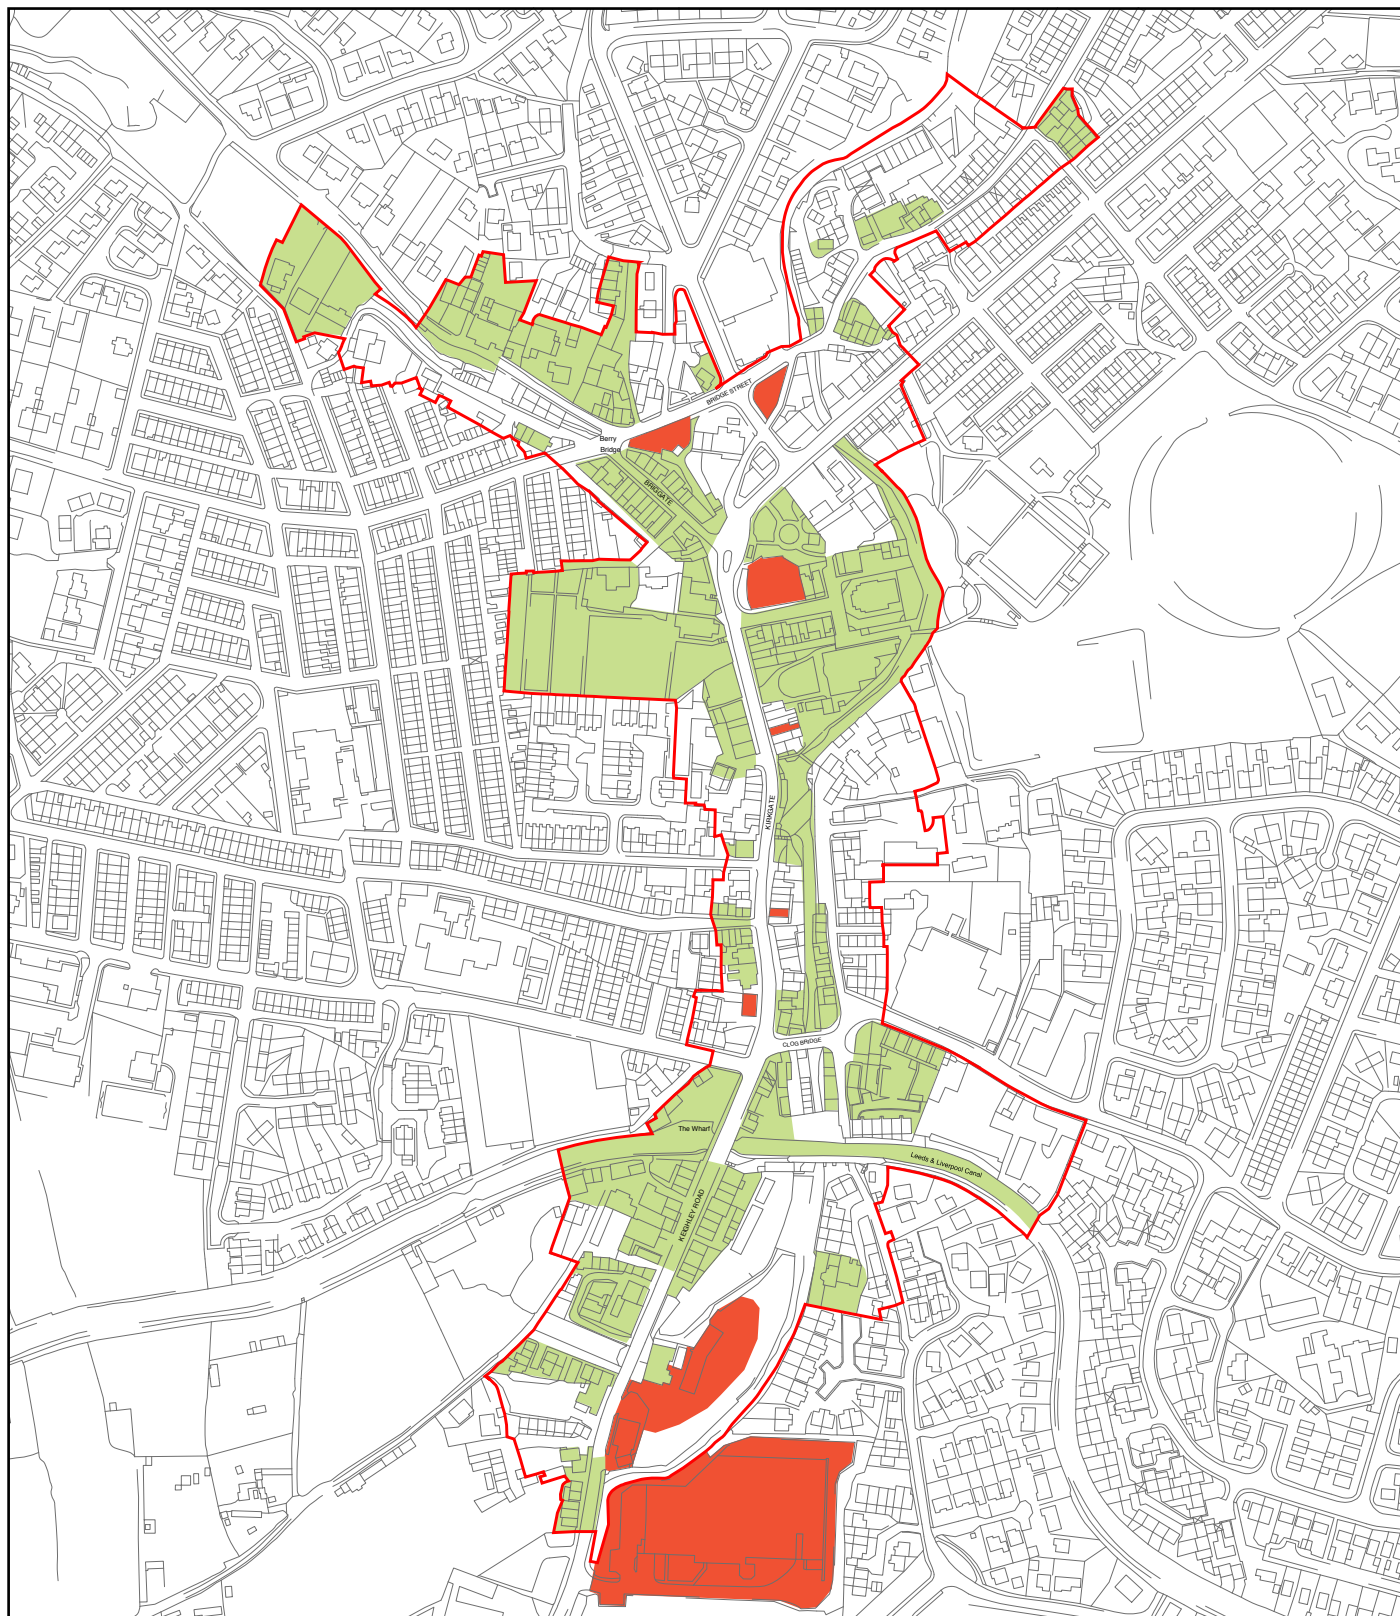 BRIDGE STREET
Berry
Bridge
BRIGGATE
KIRKGATE
CLOG BRIDGE
The Wharf
Leeds & Liverpool Canal
KEIGHLEY ROAD